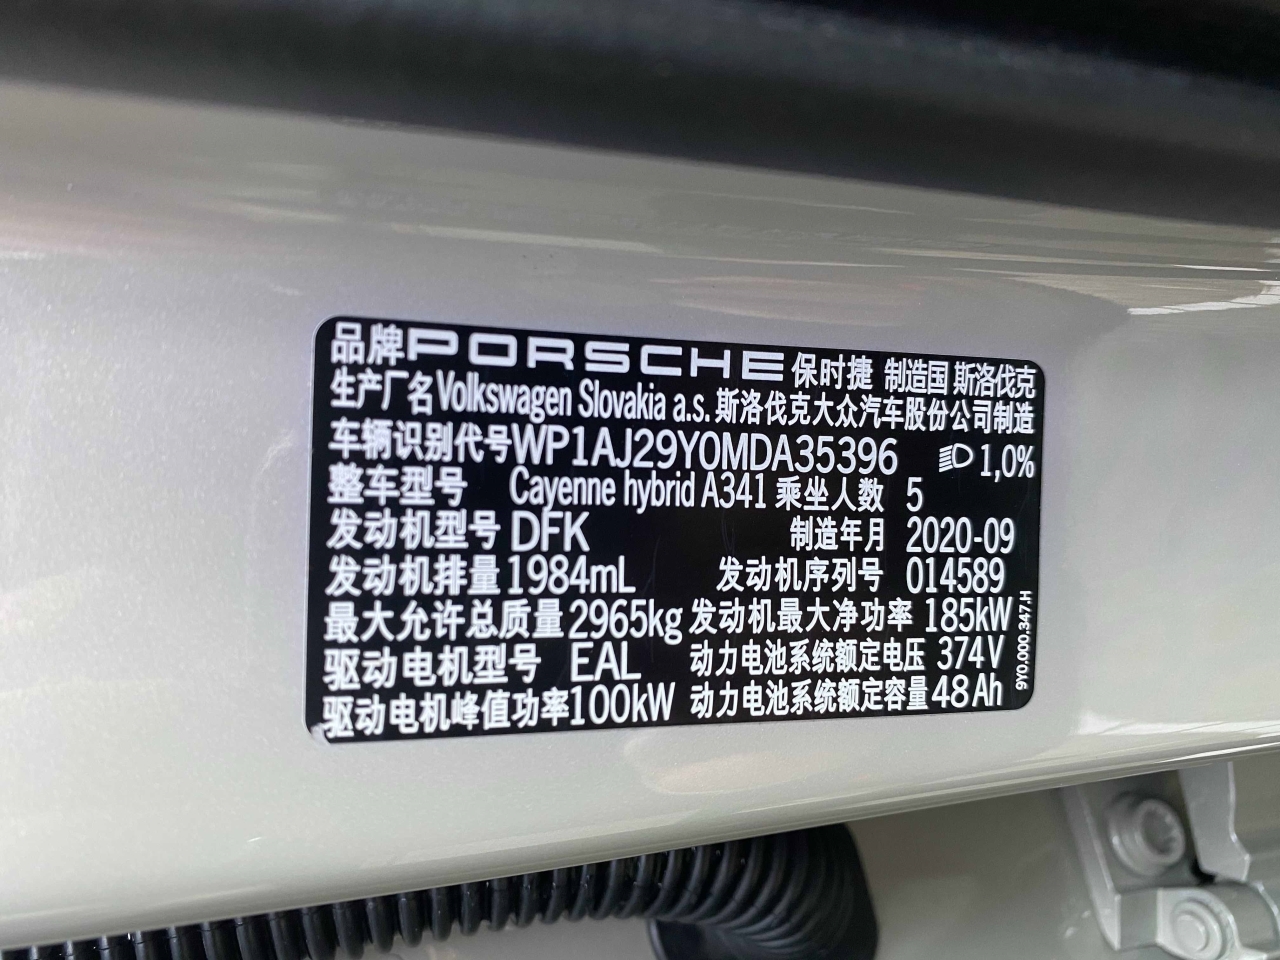 品牌PORSCHE保时捷 制造国 斯洛伐克
生产厂名Volkswagen Slovakia a.s.斯洛伐克大众汽车股份公司制造
车辆识别代号WP1AJ29Y0MDA35396 1,0%
整车型号 Cayenne hybrid A341 乘坐人数 5
发动机型号DFK 制造年月 2020-09
发动机排量1984mL 发动机序列号 014589
最大允许总质量2965kg 发动机最大净功率 185kW
驱动电机型号 EAL 动力电池系统额定电压 374V
驱动电机峰值功率100kW 动力电池系统额定容量48Ah
9Y0.000.347.H